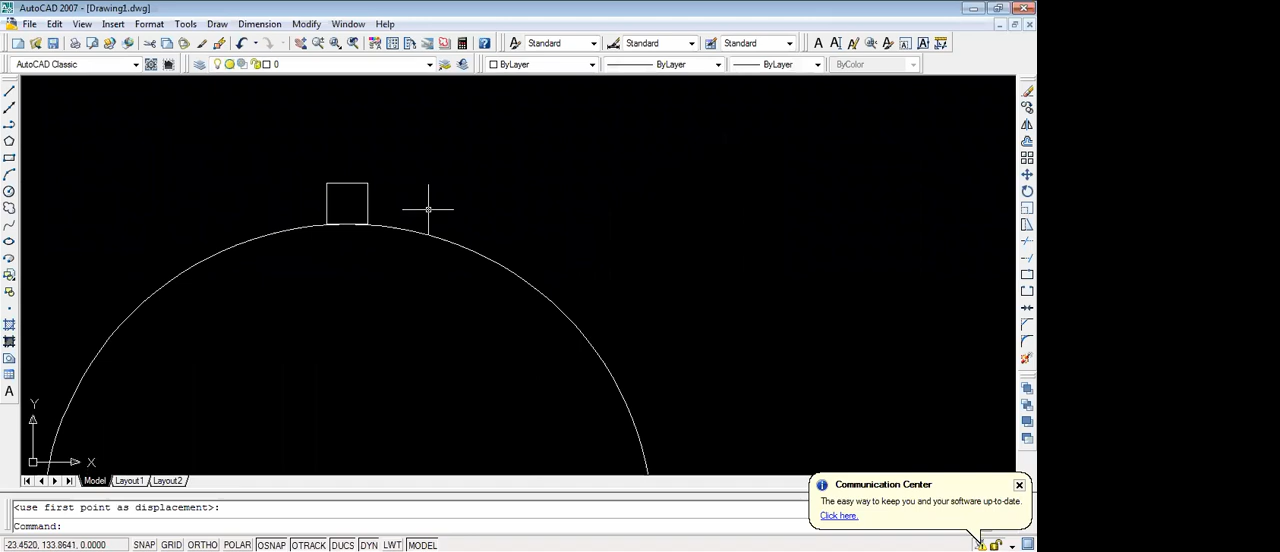 AutoCAD 2007 - [Drawing1.dwg]
File Edit View Insert Format Tools Draw Dimension Modify Window Help
Standard Standard Standard
AutoCAD Classic 0 ByLayer ByLayer ByLayer ByColor
Y
X
Model Layout1 Layout2
Communication Center
The easy way to keep you and your software up-to-date.
Click here.
<use first point as displacement>:
Command:
-23.4520, 133.8641, 0.0000 SNAP GRID ORTHO POLAR OSNAP OTRACK DUCS DYN LWT MODEL